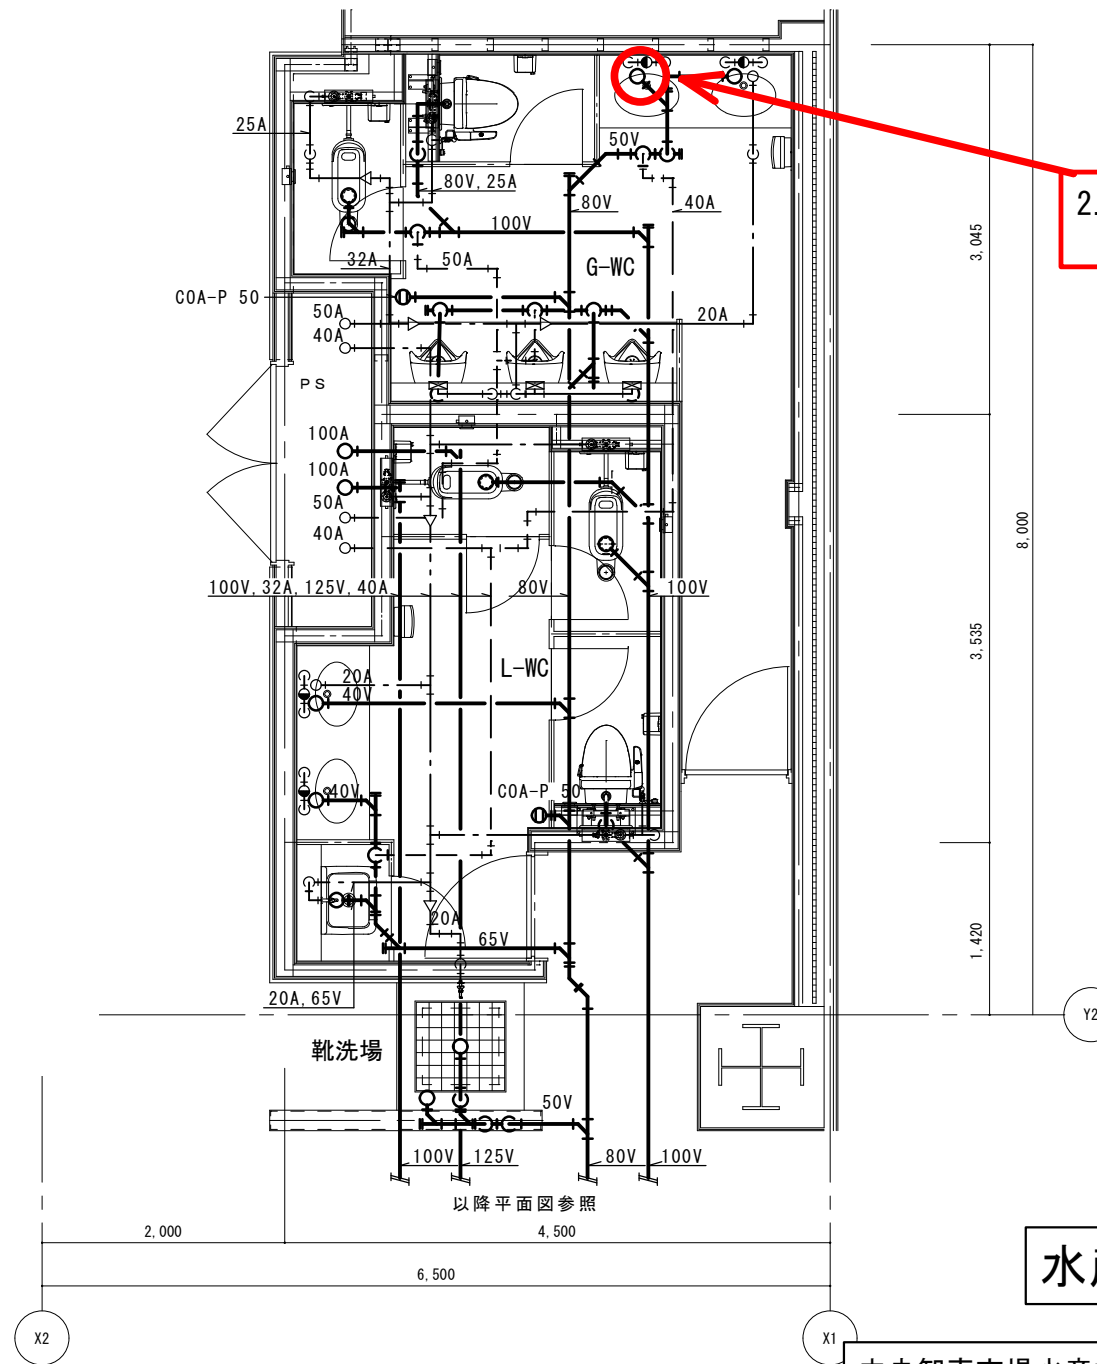 25A
50V
2.
80V, 25A
80V
40A
100V
3,045
32A
50A
G-WC
COA-P 50
50A
20A
40A
PS
100A
100A
50A
40A
8,000
100V, 32A, 125V, 40A
80V
100V
3,535
L-WC
20A
40V
40V
COA-P 50
20A
65V
1,420
20A, 65V
Y2
靴洗場
50V
100V
125V
80V
100V
以降平面図参照
2,000
4,500
6,500
水
X2
X1